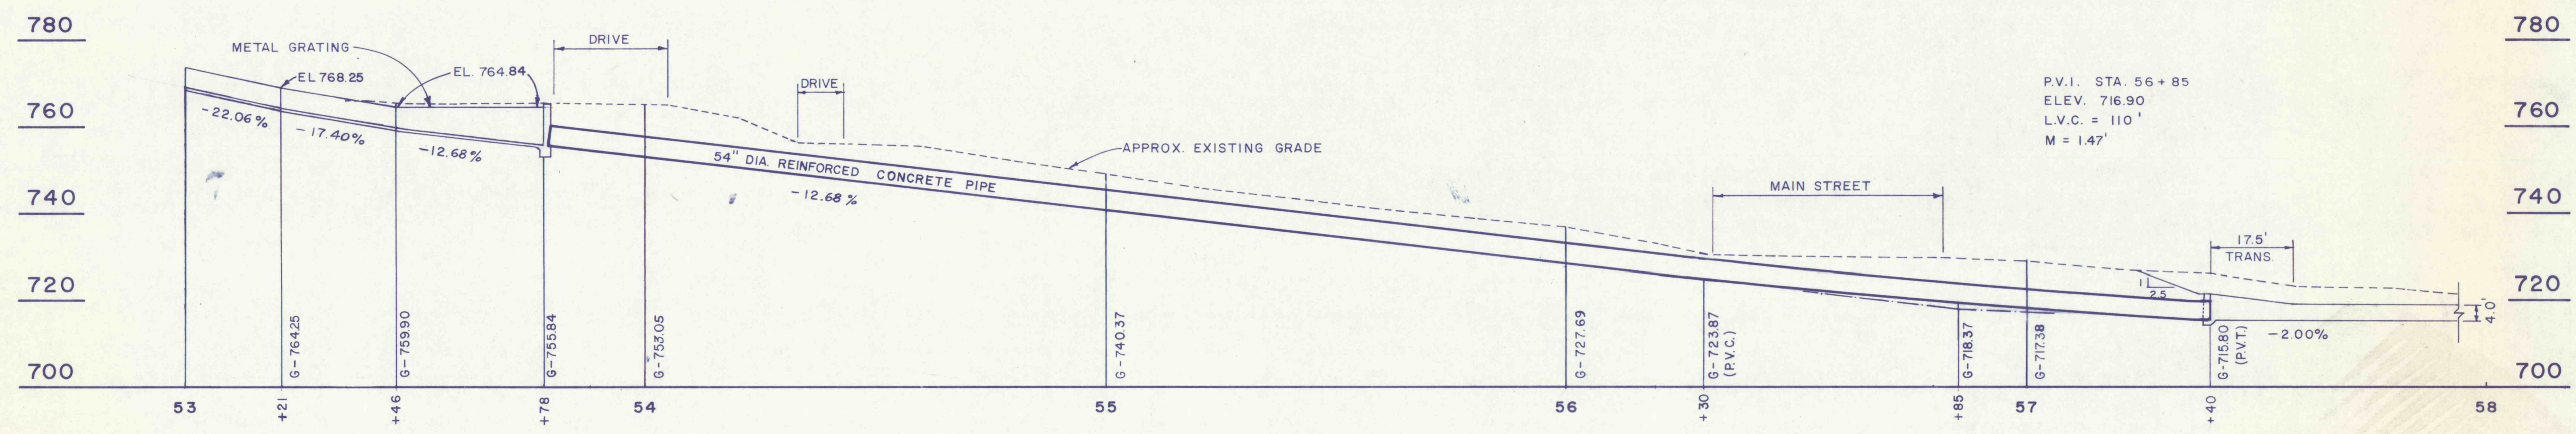 780
780
METAL GRATING
DRIVE
EL 768.25
EL. 764.84
DRIVE
P.V.I. STA. 56 + 85
ELEV. 716.90
L.V.C. = 110'
M = 1.47'
760
760
-22.06 %
-17.40%
-12.68%
APPROX. EXISTING GRADE
54" DIA. REINFORCED CONCRETE PIPE
-12.68 %
740
740
MAIN STREET
17.5'
TRANS.
720
720
1
2.5
4.0'
-2.00%
G-764.25
G-759.90
G-755.84
G-753.05
G-740.37
G-727.69
G-723.87
(P.V.C.)
G-718.37
G-717.38
G-715.80
(P.V.T.)
700
700
53
+21
+46
+78
54
55
56
+30
+85
57
+40
58